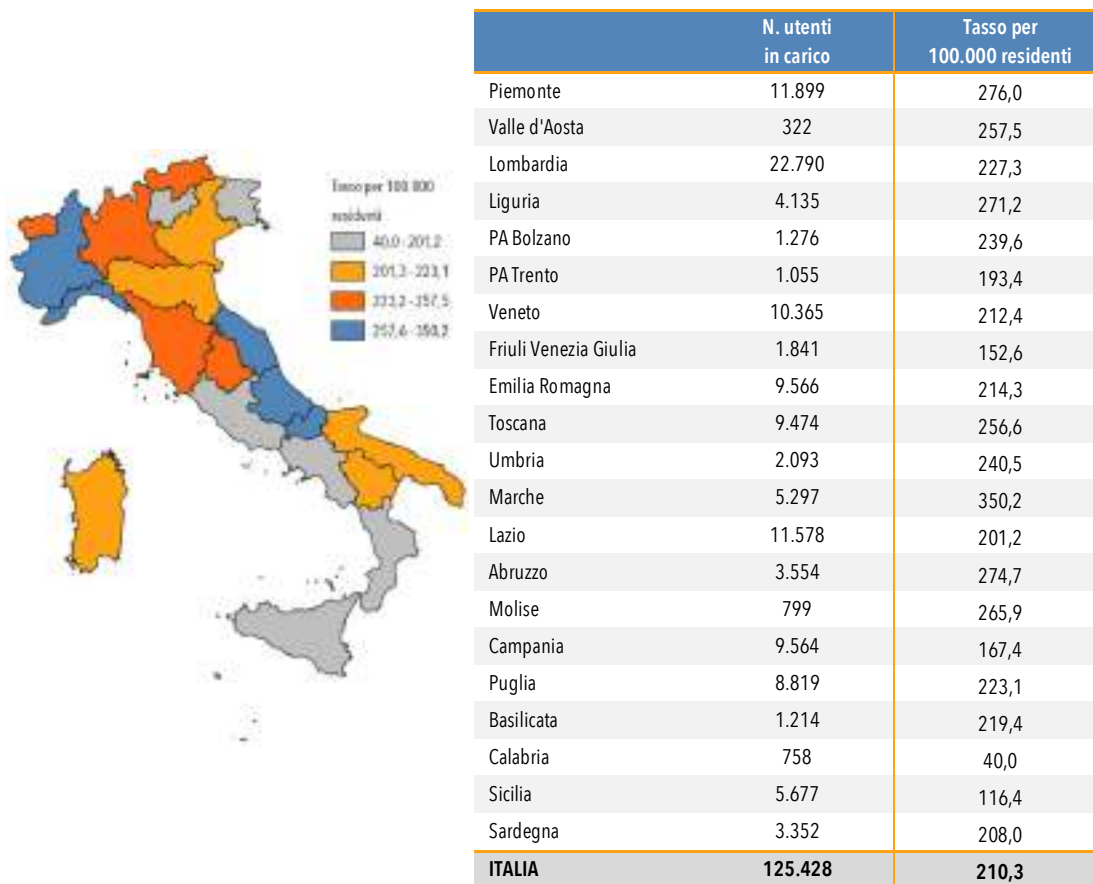 Tasso per 100.000
residenti
40,0 - 201,2
201,3 - 223,1
223,2 - 257,5
257,6 - 350,2
N. utenti
in carico
Tasso per
100.000 residenti
Piemonte 11.899 276,0
Valle d'Aosta 322 257,5
Lombardia 22.790 227,3
Liguria 4.135 271,2
PA Bolzano 1.276 239,6
PA Trento 1.055 193,4
Veneto 10.365 212,4
Friuli Venezia Giulia 1.841 152,6
Emilia Romagna 9.566 214,3
Toscana 9.474 256,6
Umbria 2.093 240,5
Marche 5.297 350,2
Lazio 11.578 201,2
Abruzzo 3.554 274,7
Molise 799 265,9
Campania 9.564 167,4
Puglia 8.819 223,1
Basilicata 1.214 219,4
Calabria 758 40,0
Sicilia 5.677 116,4
Sardegna 3.352 208,0
ITALIA 125.428 210,3